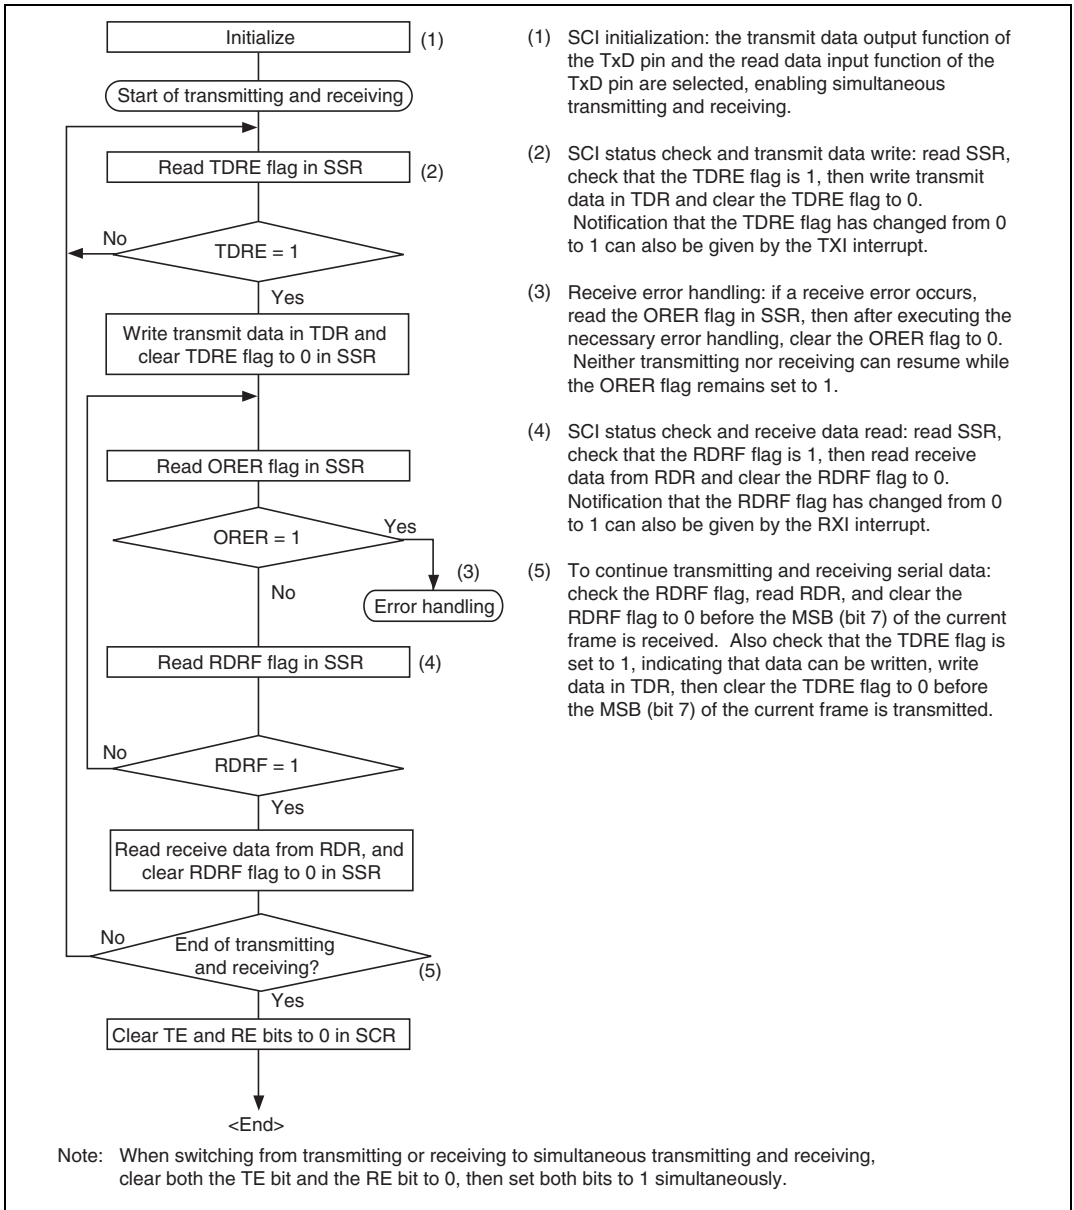 Initialize
(1)
Start of transmitting and receiving
Read TDRE flag in SSR
(2)
No
TDRE = 1
Yes
Write transmit data in TDR and
clear TDRE flag to 0 in SSR
Read ORER flag in SSR
ORER = 1
Yes
(3)
No
Error handling
Read RDRF flag in SSR
(4)
No
RDRF = 1
Yes
Read receive data from RDR, and
clear RDRF flag to 0 in SSR
No
End of transmitting
and receiving?
(5)
Yes
Clear TE and RE bits to 0 in SCR
<End>
(1) SCI initialization: the transmit data output function of
the TxD pin and the read data input function of the
TxD pin are selected, enabling simultaneous
transmitting and receiving.
(2) SCI status check and transmit data write: read SSR,
check that the TDRE flag is 1, then write transmit
data in TDR and clear the TDRE flag to 0.
Notification that the TDRE flag has changed from 0
to 1 can also be given by the TXI interrupt.
(3) Receive error handling: if a receive error occurs,
read the ORER flag in SSR, then after executing the
necessary error handling, clear the ORER flag to 0.
Neither transmitting nor receiving can resume while
the ORER flag remains set to 1.
(4) SCI status check and receive data read: read SSR,
check that the RDRF flag is 1, then read receive
data from RDR and clear the RDRF flag to 0.
Notification that the RDRF flag has changed from 0
to 1 can also be given by the RXI interrupt.
(5) To continue transmitting and receiving serial data:
check the RDRF flag, read RDR, and clear the
RDRF flag to 0 before the MSB (bit 7) of the current
frame is received. Also check that the TDRE flag is
set to 1, indicating that data can be written, write
data in TDR, then clear the TDRE flag to 0 before
the MSB (bit 7) of the current frame is transmitted.
Note: When switching from transmitting or receiving to simultaneous transmitting and receiving,
clear both the TE bit and the RE bit to 0, then set both bits to 1 simultaneously.